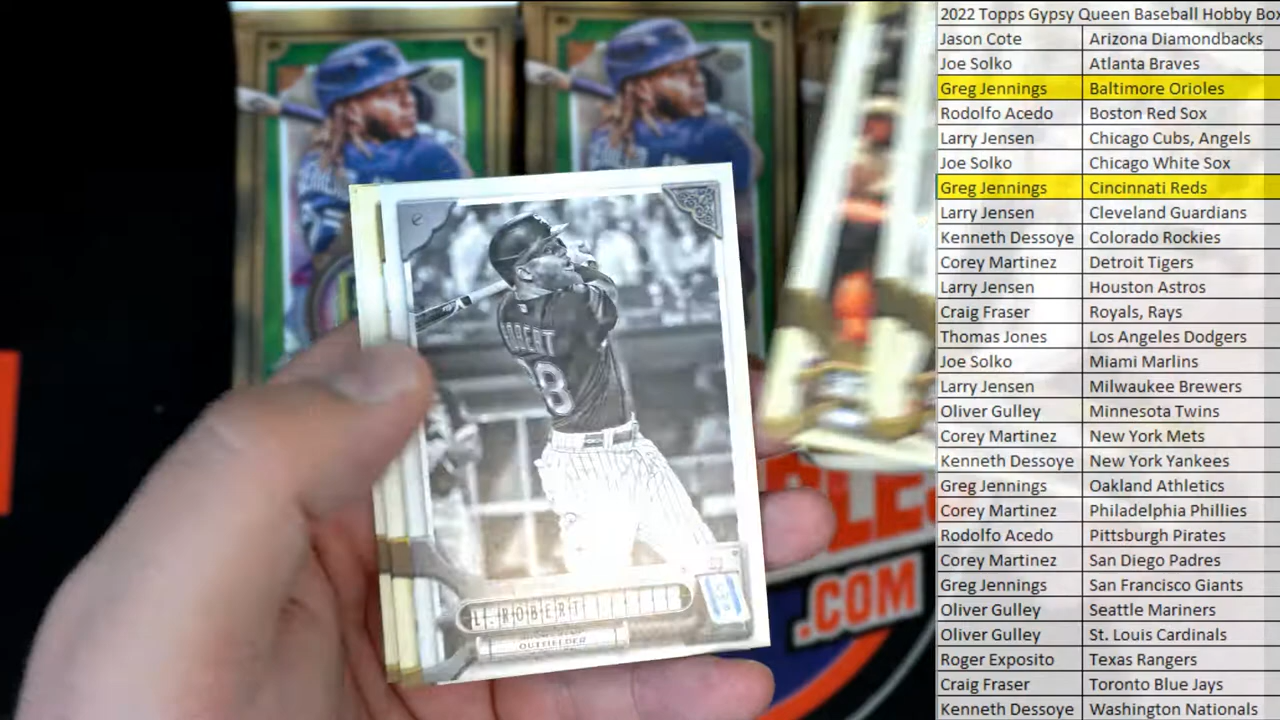 2022 Topps Gypsy Queen Baseball Hobby Box
Jason Cote Arizona Diamondbacks
Joe Solko Atlanta Braves
Greg Jennings Baltimore Orioles
Rodolfo Acedo Boston Red Sox
Larry Jensen Chicago Cubs, Angels
Joe Solko Chicago White Sox
Greg Jennings Cincinnati Reds
Larry Jensen Cleveland Guardians
Kenneth Dessoye Colorado Rockies
Corey Martinez Detroit Tigers
Larry Jensen Houston Astros
Craig Fraser Royals, Rays
Thomas Jones Los Angeles Dodgers
Joe Solko Miami Marlins
Larry Jensen Milwaukee Brewers
Oliver Gulley Minnesota Twins
Corey Martinez New York Mets
Kenneth Dessoye New York Yankees
Greg Jennings Oakland Athletics
Corey Martinez Philadelphia Phillies
Rodolfo Acedo Pittsburgh Pirates
Corey Martinez San Diego Padres
Greg Jennings San Francisco Giants
Oliver Gulley Seattle Mariners
Oliver Gulley St. Louis Cardinals
Roger Exposito Texas Rangers
Craig Fraser Toronto Blue Jays
Kenneth Dessoye Washington Nationals
OBERT
8
L. ROBERT
OUTFIELDER
.COM